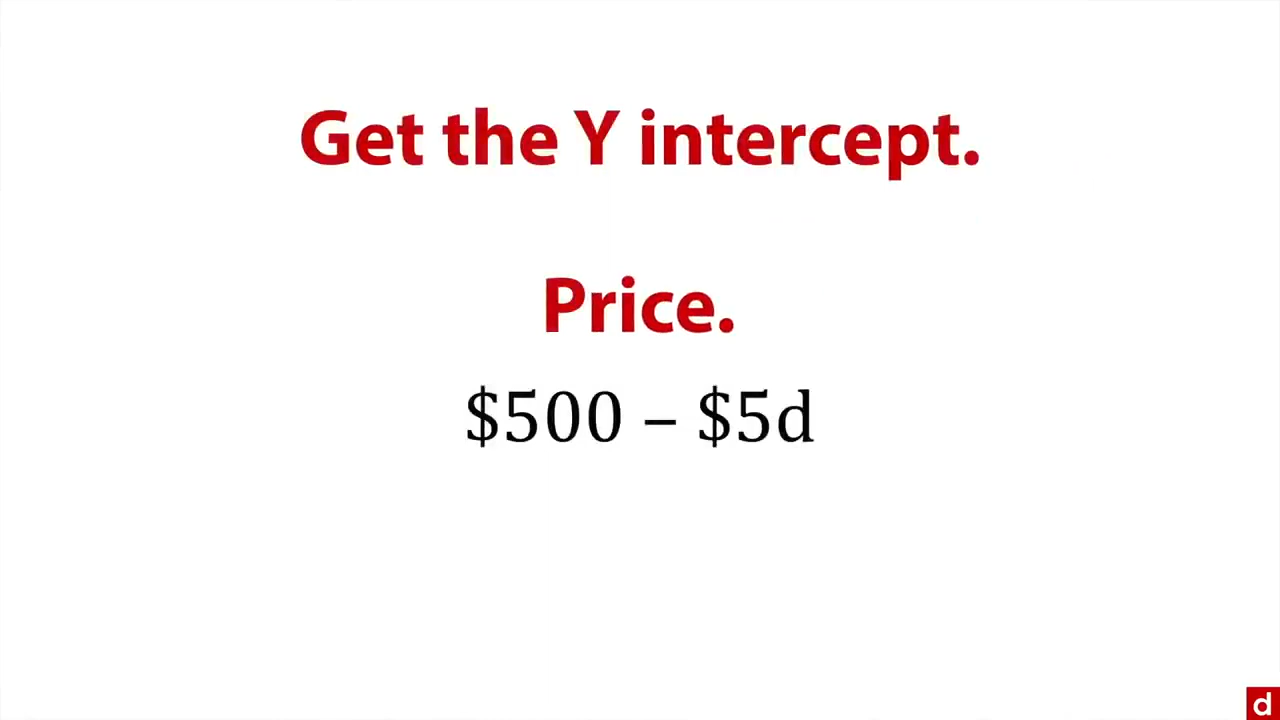 Get the Y intercept.
Price.
$500 – $5d
d